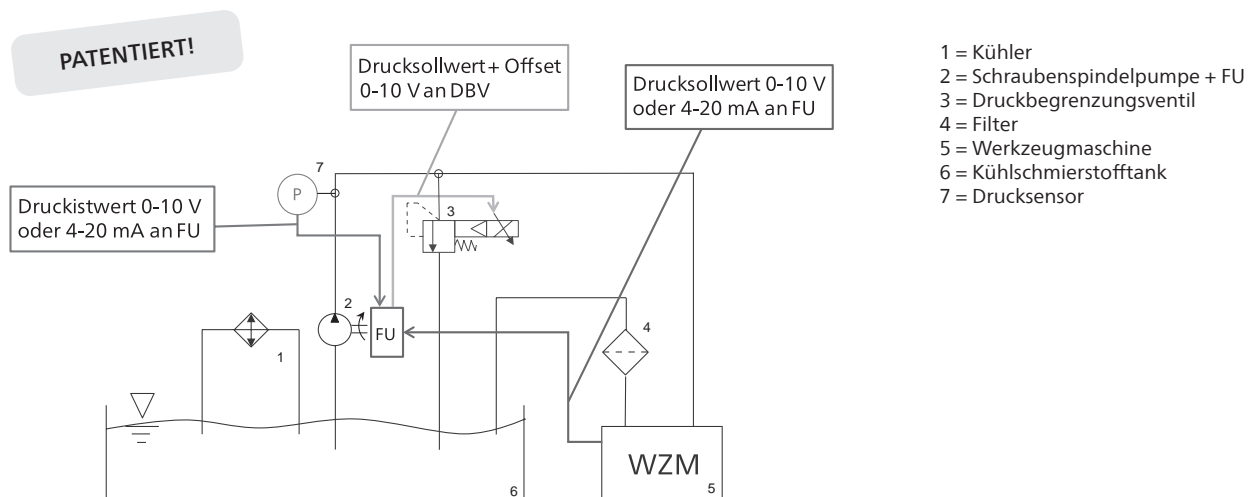 PATENTIERT!
Drucksollwert + Offset
0-10 V an DBV
Drucksollwert 0-10 V
oder 4-20 mA an FU
1 = Kühler
2 = Schraubenspindelpumpe + FU
3 = Druckbegrenzungsventil
4 = Filter
5 = Werkzeugmaschine
6 = Kühlschmierstofftank
7 = Drucksensor
7
P
Druckistwert 0-10 V
oder 4-20 mA an FU
3
2
FU
1
4
WZM
5
6